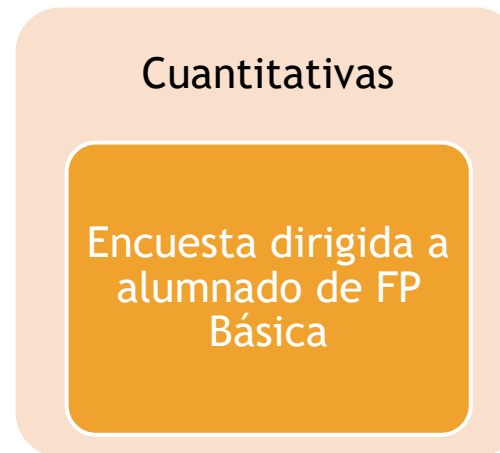 Cuantitativas
Encuesta dirigida a
alumnado de FP
Básica